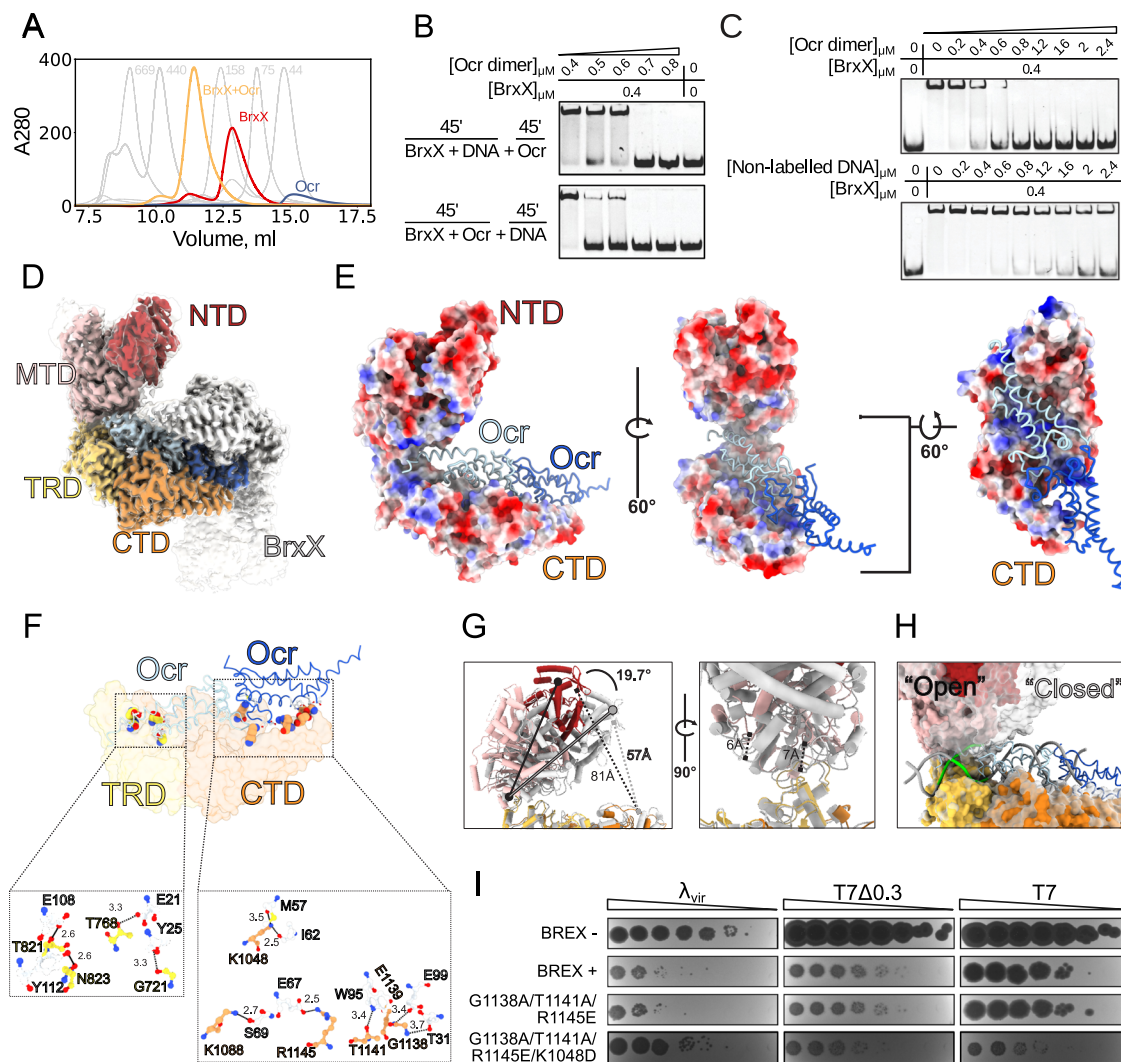 A
400
200
0
A280
669
440
158
75
44
BrxX+Ocr
BrxX
Ocr
7.5 10.0 12.5 15.0
Volume, ml
B
[Ocr dimer]µM 0.4 0.5 0.6 0.7 0.8 0
[BrxX]µM 0.4 0
45' 45'
BrxX + DNA + Ocr
45' 45'
BrxX + Ocr + DNA
C
[Ocr dimer]µM 0 0 0.2 0.4 0.6 0.8 1.2 1.6 2 2.4
[BrxX]µM 0 0.4
[Non-labelled DNA]µM 0 0 0.2 0.4 0.6 0.8 1.2 1.6 2 2.4
[BrxX]µM 0 0.4
D
NTD
MTD
TRD
CTD
BrxX
E
NTD
Ocr
Ocr
CTD
60°
60°
CTD
F
Ocr
Ocr
TRD
CTD
E108
2.6
T821
2.6
Y112
N823
3.3
T768
E21
Y25
3.3
G721
M57
3.5
2.5
I62
K1048
E67
2.7
2.5
S69
K1088
R1145
W95
E1139
E99
3.4
3.4
3.7
G1138
T1141
T31
G
19.7°
57Å
81Å
90°
6Å
7Å
H
"Open"
"Closed"
I
λvir
T7Δ0.3
T7
BREX -
BREX +
G1138A/T1141A/
R1145E
G1138A/T1141A/
R1145E/K1048D